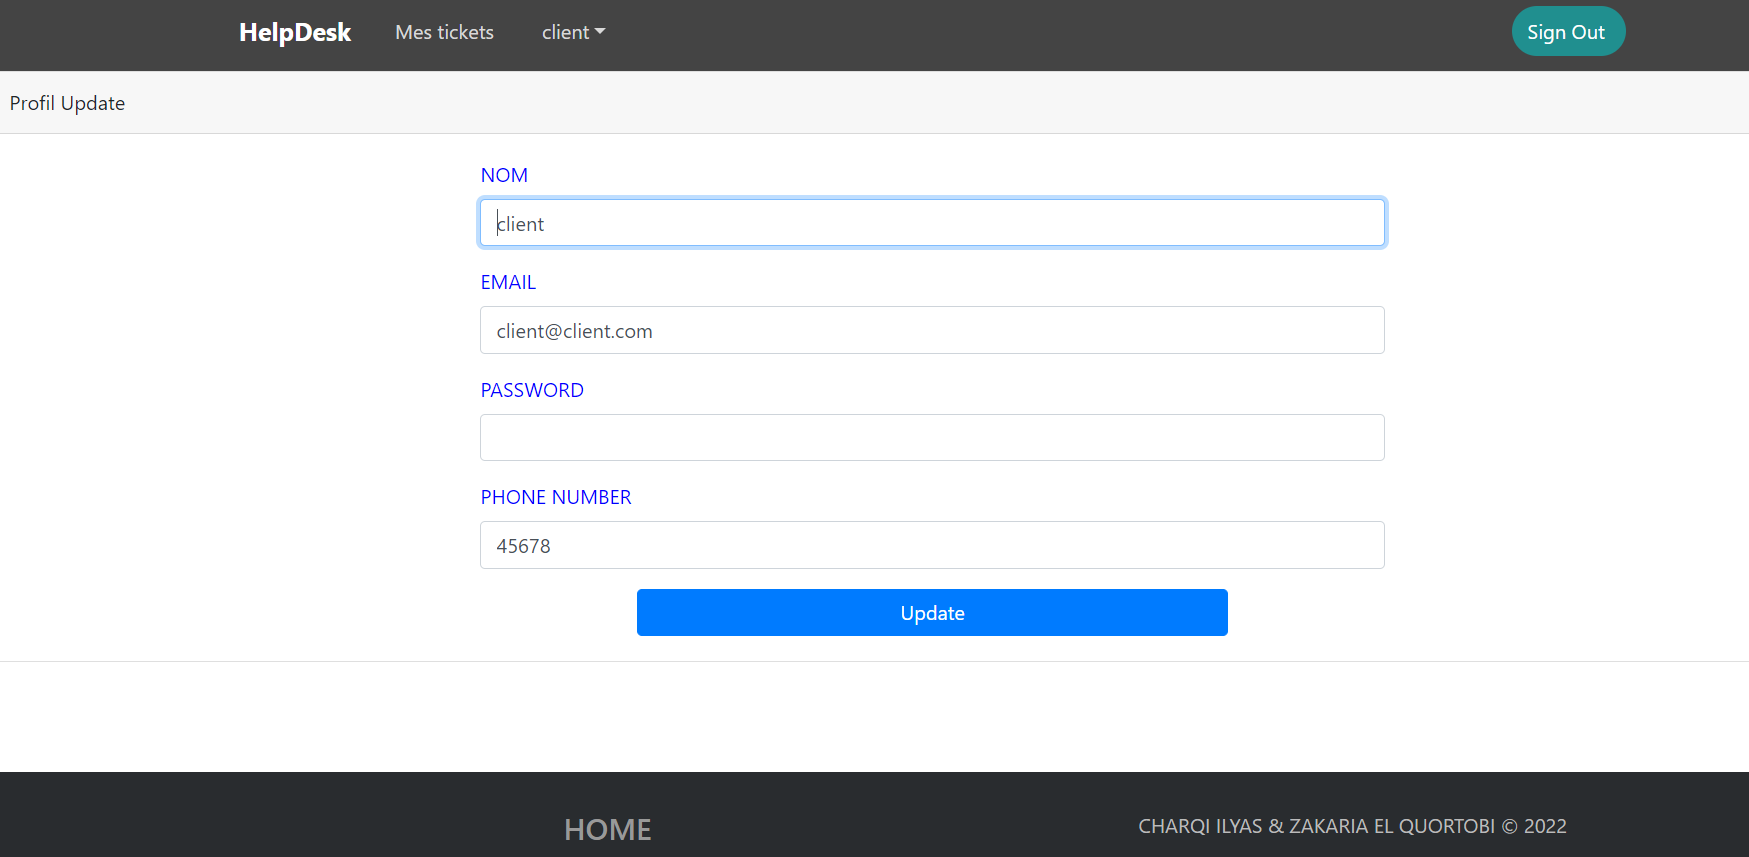 HelpDesk Mes tickets client Sign Out
Profil Update
NOM
client
EMAIL
client@client.com
PASSWORD
PHONE NUMBER
45678
Update
HOME CHARQI ILYAS & ZAKARIA EL QUORTOBI © 2022